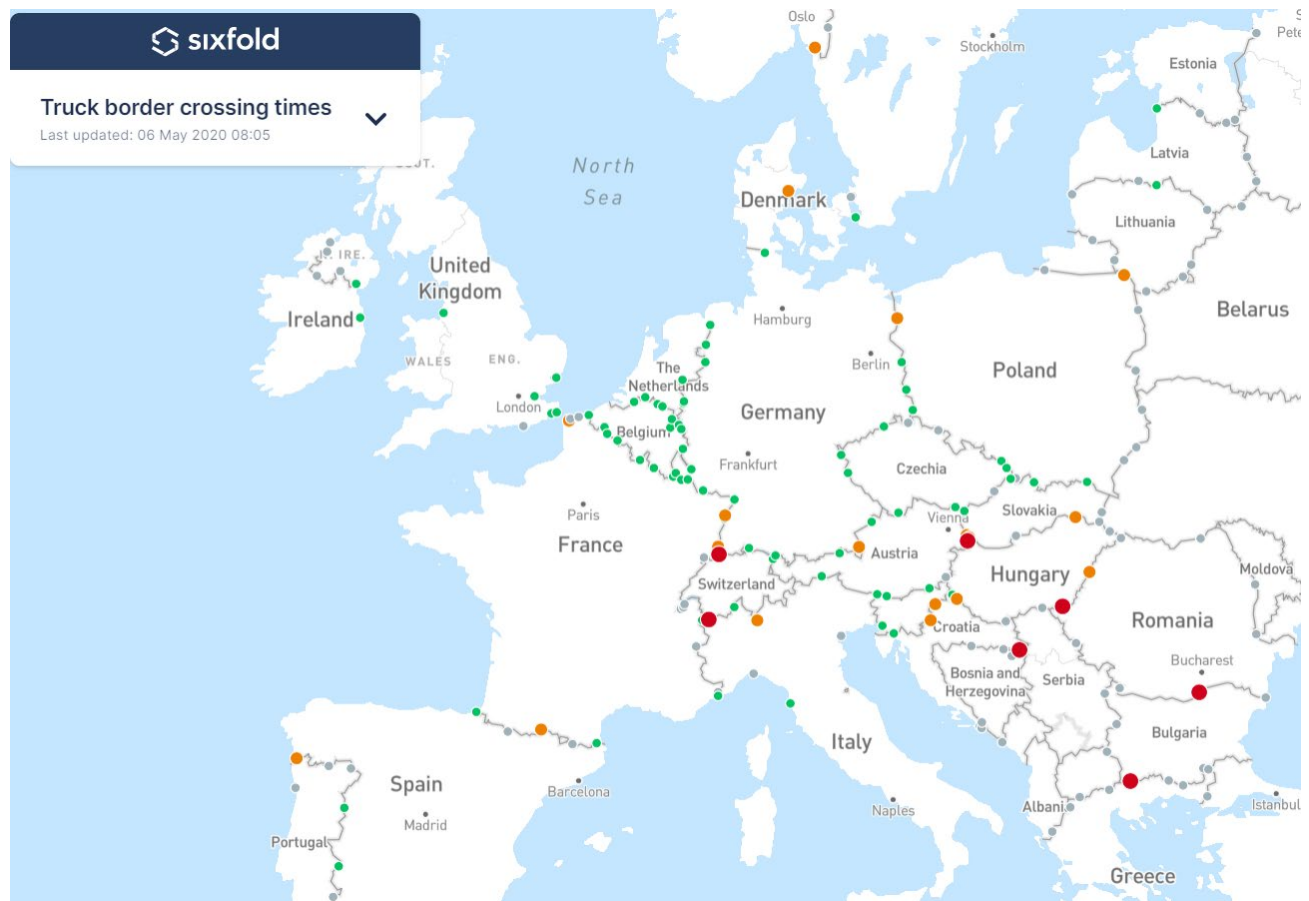 sıxfold
Truck border crossing times
Last updated: 06 May 2020 08:05
Oslo
Stockholm
Estonia
North
Sea
Latvia
Denmark
Lithuania
IRE.
United
Kingdom
Ireland
Hamburg
Belarus
WALES
ENG.
Berlin
The
Netherlands
Poland
London
Germany
Belgium
Frankfurt
Czechia
Paris
Vienna
Slovakia
France
Austria
Switzerland
Hungary
Moldova
Croatia
Romania
Bucharest
Bosnia and
Herzegovina
Serbia
Bulgaria
Italy
Spain
Barcelona
Madrid
Naples
Albani
Istanbul
Portugal
Greece